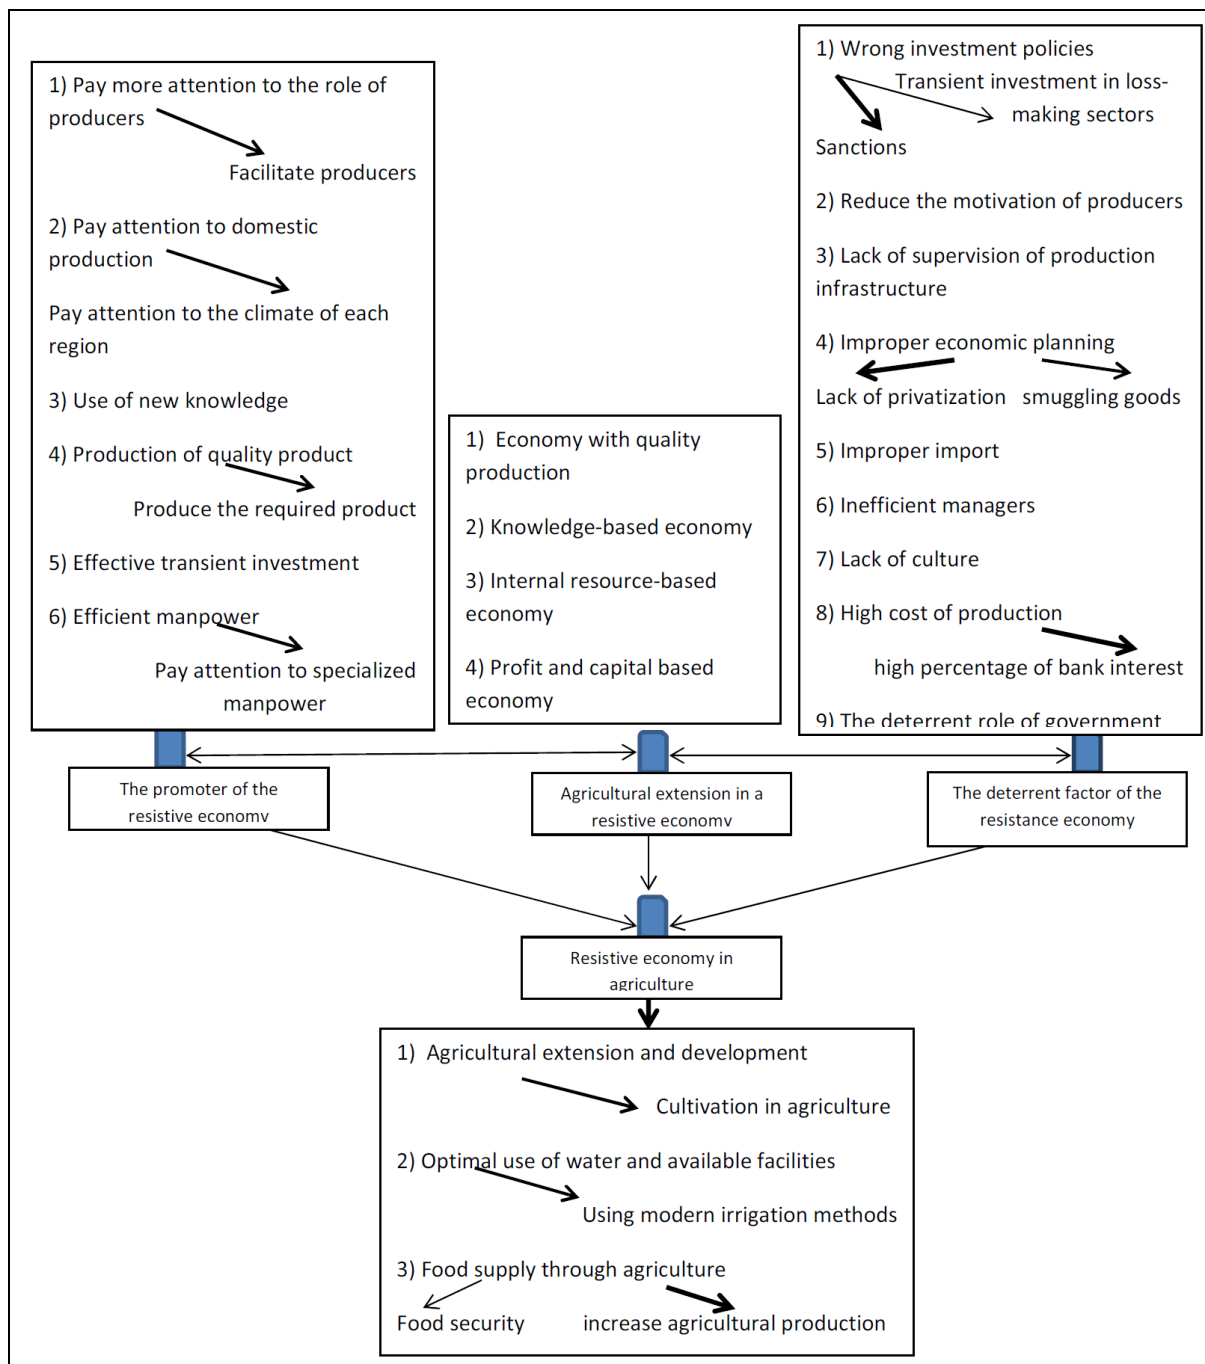 1) Pay more attention to the role of
producers
Facilitate producers
2) Pay attention to domestic
production
Pay attention to the climate of each
region
3) Use of new knowledge
4) Production of quality product
Produce the required product
5) Effective transient investment
6) Efficient manpower
Pay attention to specialized
manpower
1) Economy with quality
production
2) Knowledge-based economy
3) Internal resource-based
economy
4) Profit and capital based
economy
1) Wrong investment policies
Transient investment in loss-
making sectors
Sanctions
2) Reduce the motivation of producers
3) Lack of supervision of production
infrastructure
4) Improper economic planning
Lack of privatization smuggling goods
5) Improper import
6) Inefficient managers
7) Lack of culture
8) High cost of production
high percentage of bank interest
9) The deterrent role of government
The promoter of the
resistive economy
Agricultural extension in a
resistive economy
The deterrent factor of the
resistance economy
Resistive economy in
agriculture
1) Agricultural extension and development
Cultivation in agriculture
2) Optimal use of water and available facilities
Using modern irrigation methods
3) Food supply through agriculture
Food security increase agricultural production